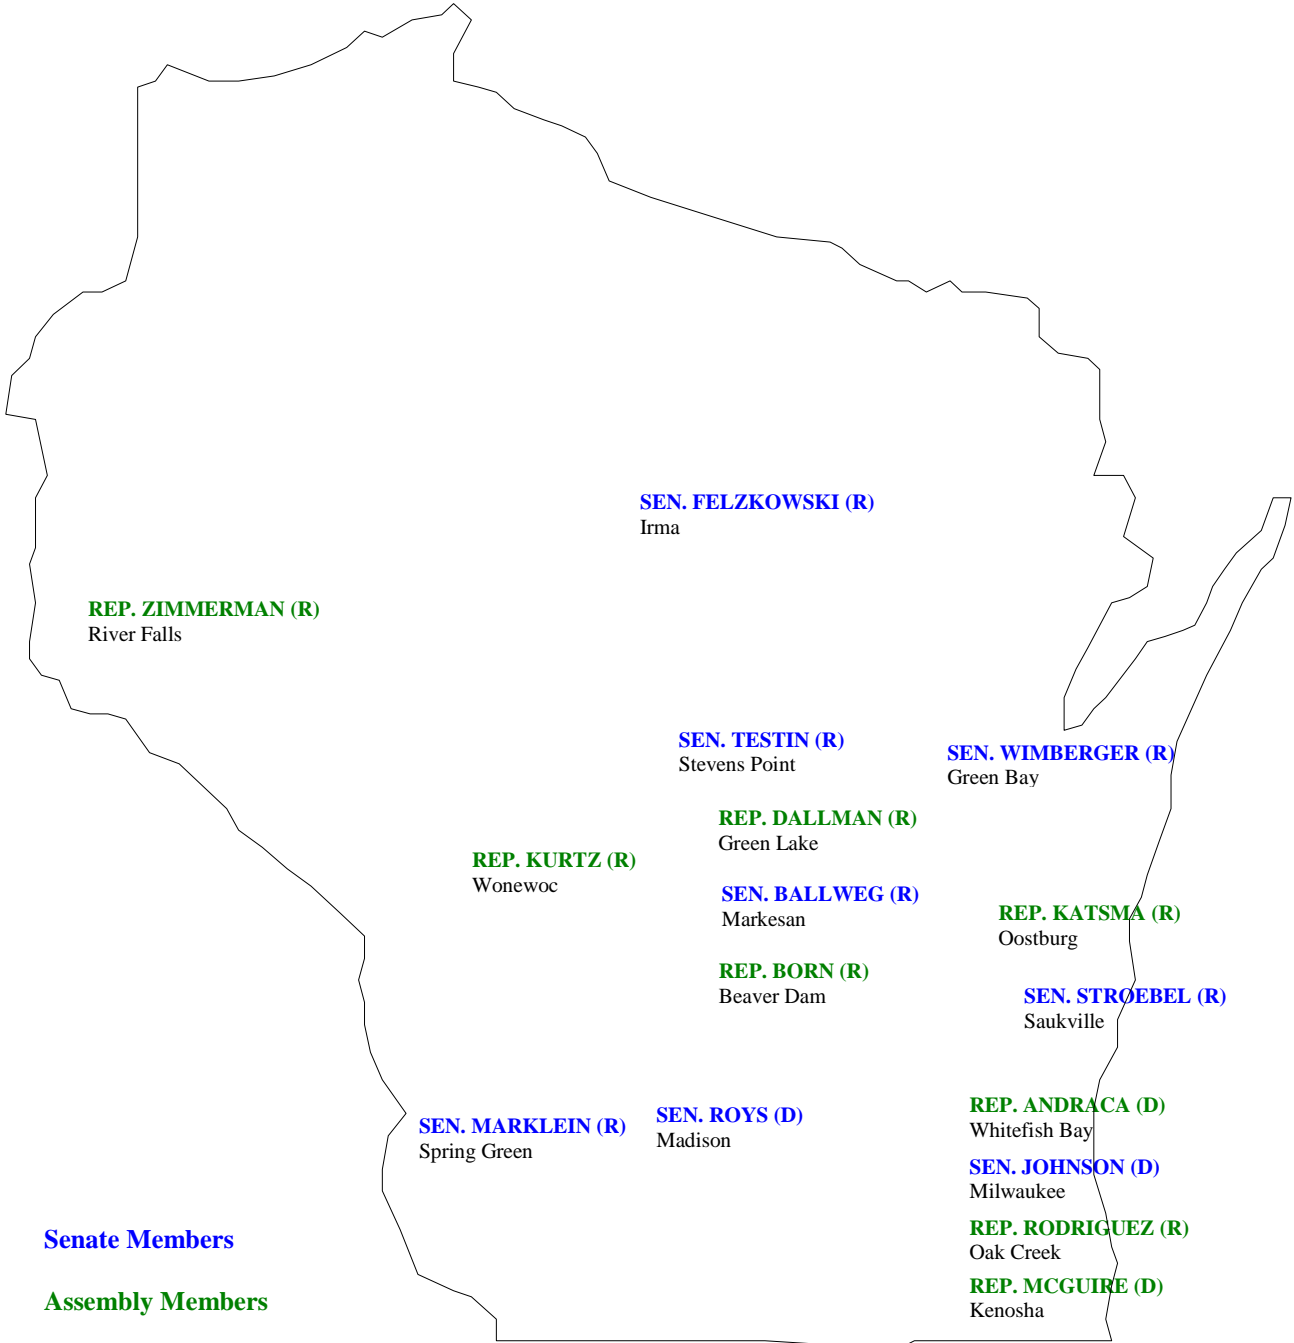 SEN. FELZKOWSKI (R)
Irma
REP. ZIMMERMAN (R)
River Falls
SEN. TESTIN (R)
Stevens Point
SEN. WIMBERGER (R)
Green Bay
REP. DALLMAN (R)
Green Lake
REP. KURTZ (R)
Wonewoc
SEN. BALLWEG (R)
Markesan
REP. KATSMA (R)
Oostburg
REP. BORN (R)
Beaver Dam
SEN. STROEBEL (R)
Saukville
SEN. MARKLEIN (R)
Spring Green
SEN. ROYS (D)
Madison
REP. ANDRACA (D)
Whitefish Bay
SEN. JOHNSON (D)
Milwaukee
REP. RODRIGUEZ (R)
Oak Creek
REP. MCGUIRE (D)
Kenosha
Senate Members
Assembly Members